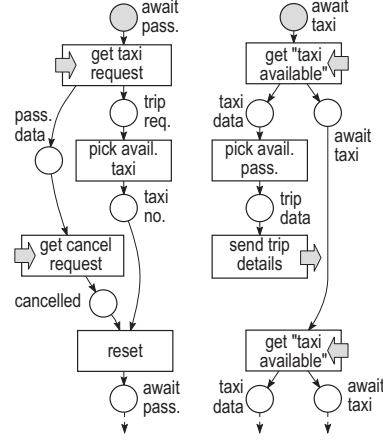 await
pass.
get taxi
request
trip
req.
pass.
data
pick avail.
taxi
taxi
no.
get cancel
request
cancelled
reset
await
pass.
await
taxi
get "taxi
available"
taxi
data
await
taxi
pick avail.
pass.
trip
data
send trip
details
get "taxi
available"
taxi
data
await
taxi